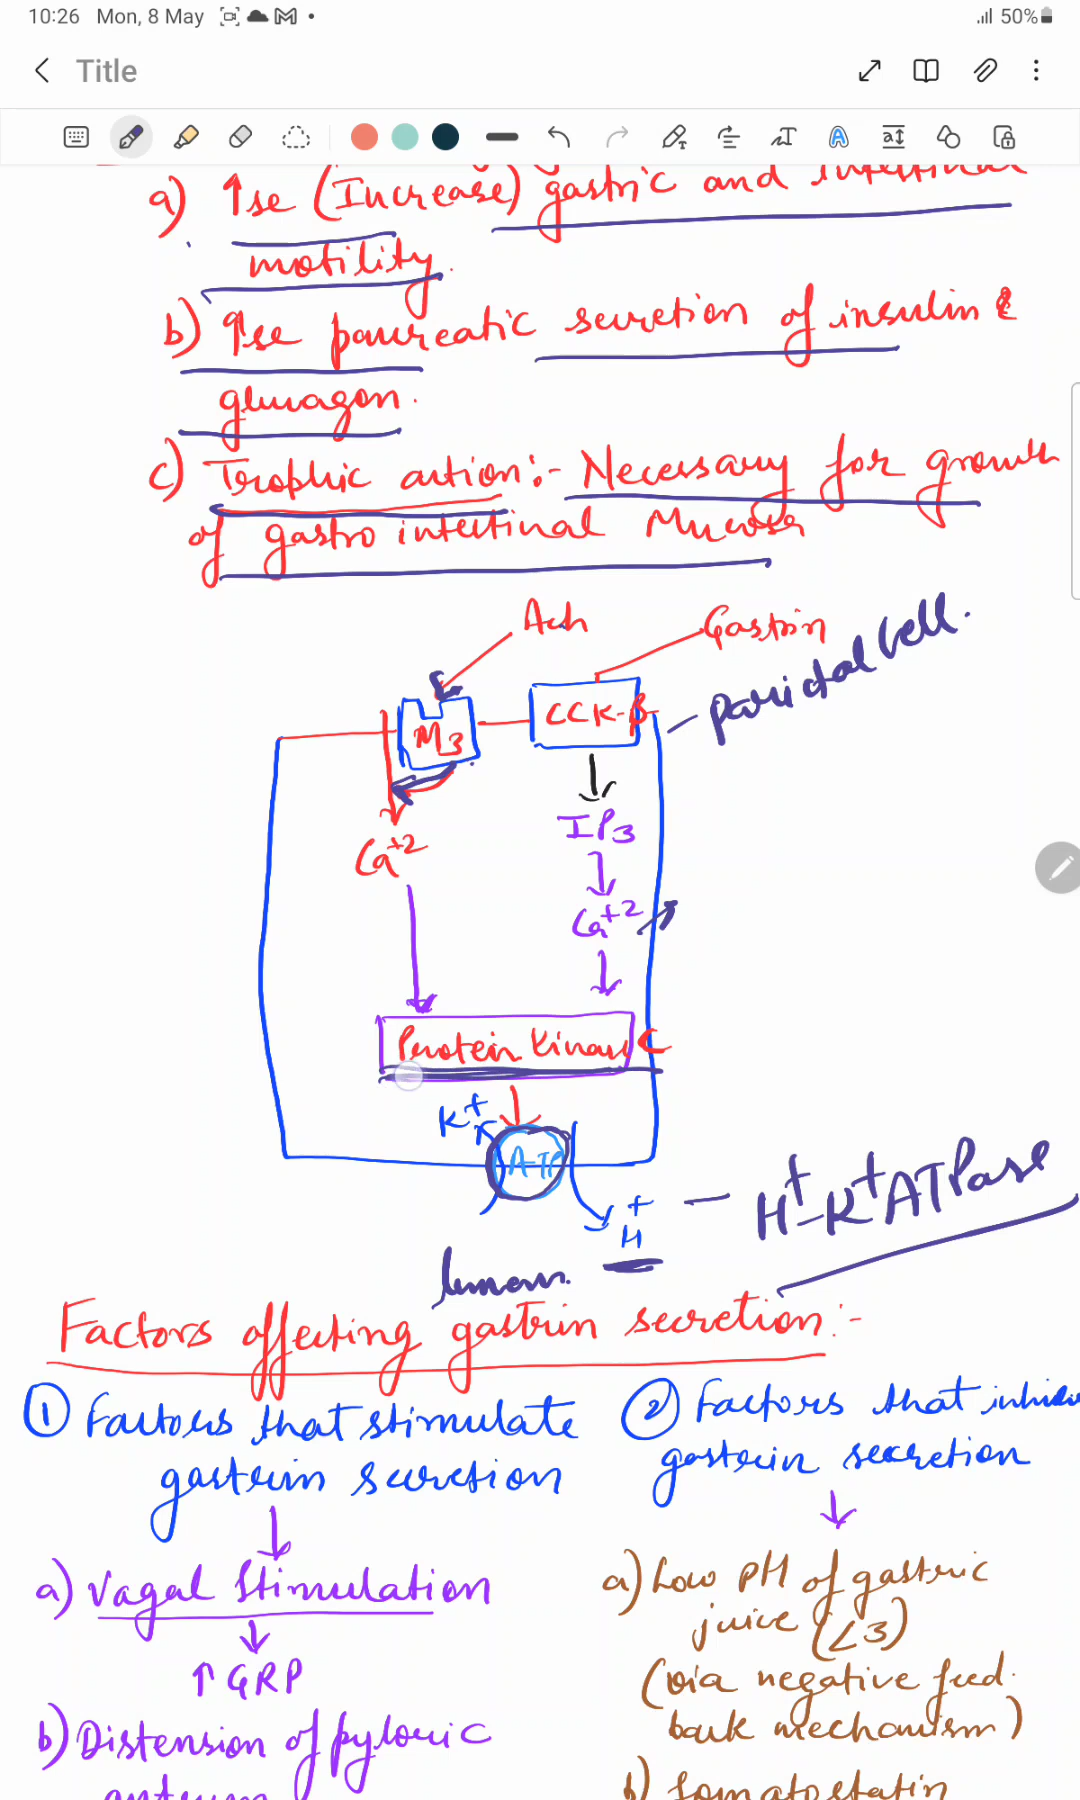 10:26 Mon, 8 May
50%
Title
a) ↑se (Increase) gastric and intestinal
motility.
b) ↑se pancreatic secretion of insulin &
glucagon.
c) Trophic action:- Necessary for growth
of gastro intestinal Mucosa
Ach
Gastrin
parietal cell.
M3
CCK-B
IP3
Ca+2
Ca+2
Protein Kinase C
K+
ATP
H+
H+-K+ATPase
lumen.
Factors affecting gastrin secretion:-
① Factors that stimulate
gastrin secretion
a) Vagal Stimulation
↑ GRP
b) Distension of pyloric
antrum
② Factors that inhibit
gastrin secretion
a) Low pH of gastric
juice (<3)
(via negative feed
back mechanism)
b) Somatostatin